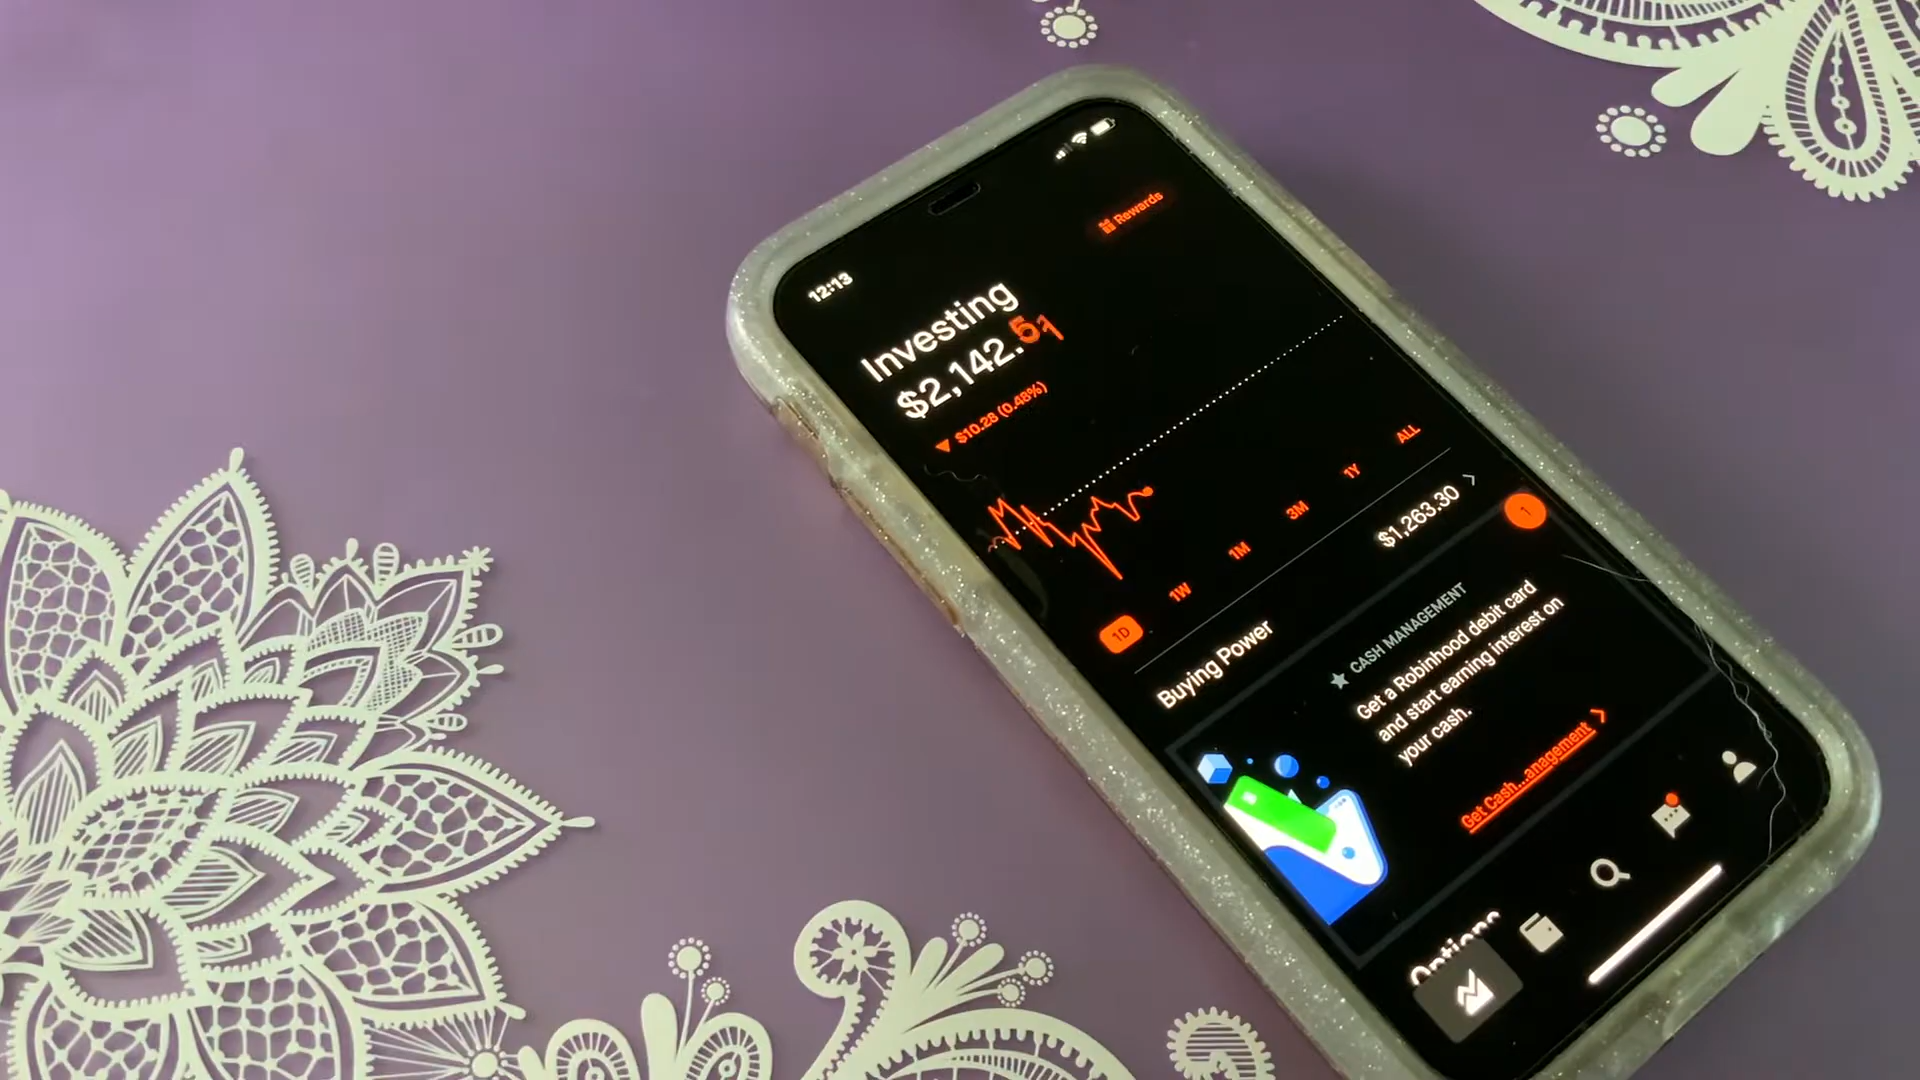 12:13
Rewards
Investing
$2,142.51
$10.28 (0.48%)
1D 1W 1M 3M 1Y ALL
Buying Power $1,263.30
1
CASH MANAGEMENT
Get a Robinhood debit card
and start earning interest on
your cash.
Get Cash...anagement
Options